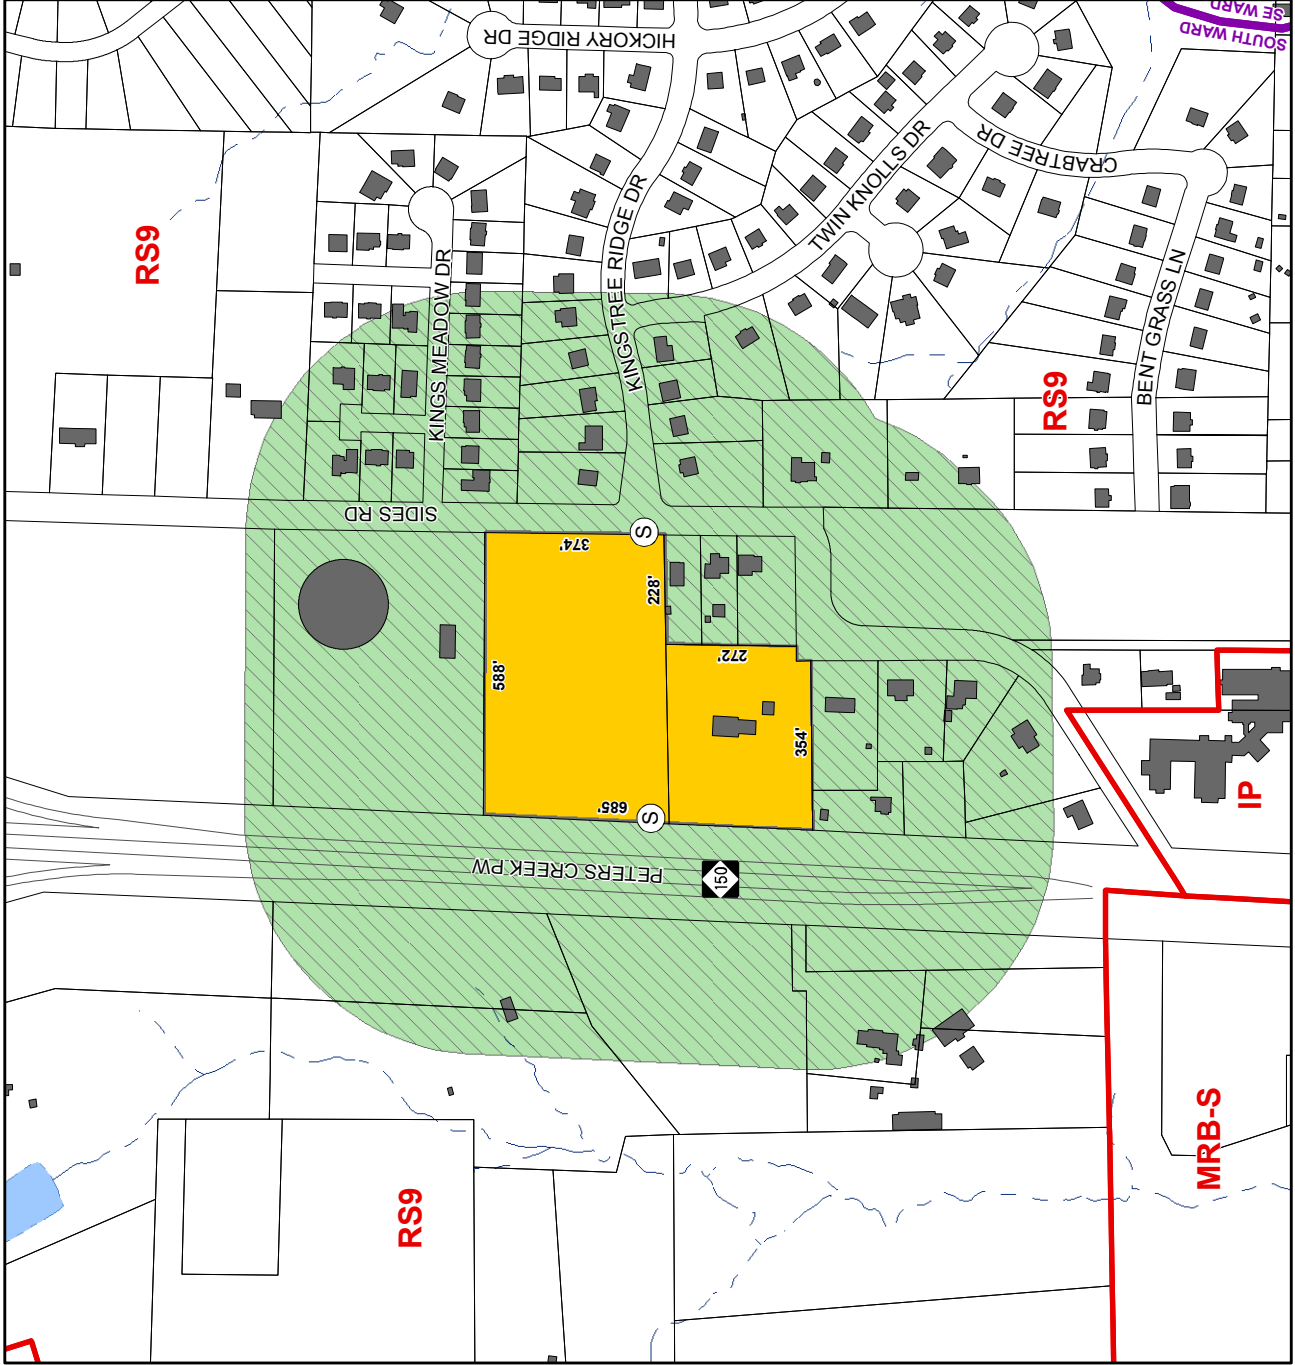 SE WARD
SOUTH WARD
HICKORY RIDGE DR
CRABTREE DR
TWIN KNOLLS DR
RS9
KINGS MEADOW DR
KINGSTREE RIDGE DR
BENT GRASS LN
RS9
SIDES RD
S
374'
228'
588'
272'
354'
685'
S
IP
PETERS CREEK PW
150
MRB-S
RS9